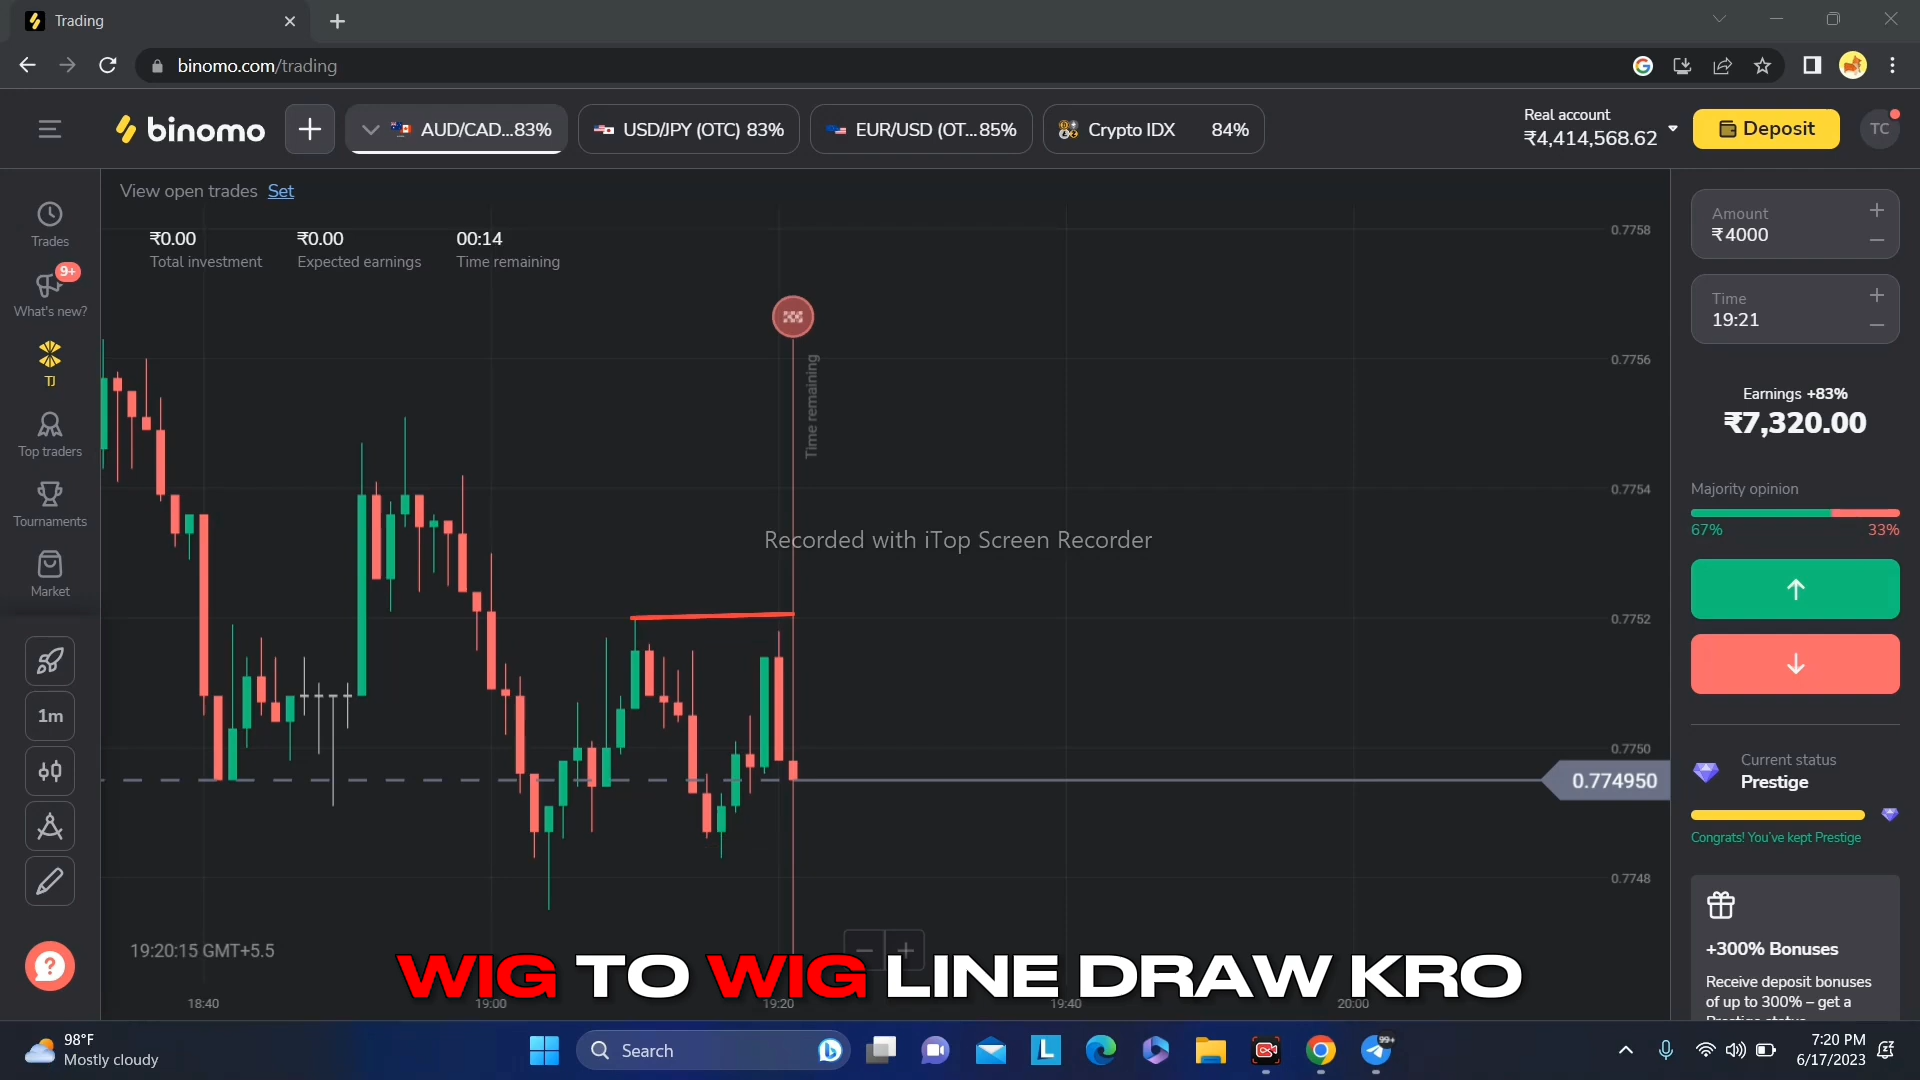 Trading
binomo.com/trading
binomo
AUD/CAD...83%
USD/JPY (OTC) 83%
EUR/USD (OT...85%
Crypto IDX 84%
Real account
₹4,414,568.62
Deposit
TC
View open trades Set
₹0.00 ₹0.00 00:14
Total investment Expected earnings Time remaining
Trades
9+
What's new?
TJ
Top traders
Tournaments
Market
1m
Time remaining
0.7758
0.7756
0.7754
0.7752
0.7750
0.774950
0.7748
Recorded with iTop Screen Recorder
Amount
₹4000
Time
19:21
Earnings +83%
₹7,320.00
Majority opinion
67% 33%
Current status
Prestige
Congrats! You've kept Prestige
+300% Bonuses
Receive deposit bonuses
of up to 300% – get a
Prestige status
19:20:15 GMT+5.5
WIG TO WIG LINE DRAW KRO
18:40 19:00 19:20 19:40 20:00
98°F
Mostly cloudy
Search
L
99+
7:20 PM
6/17/2023